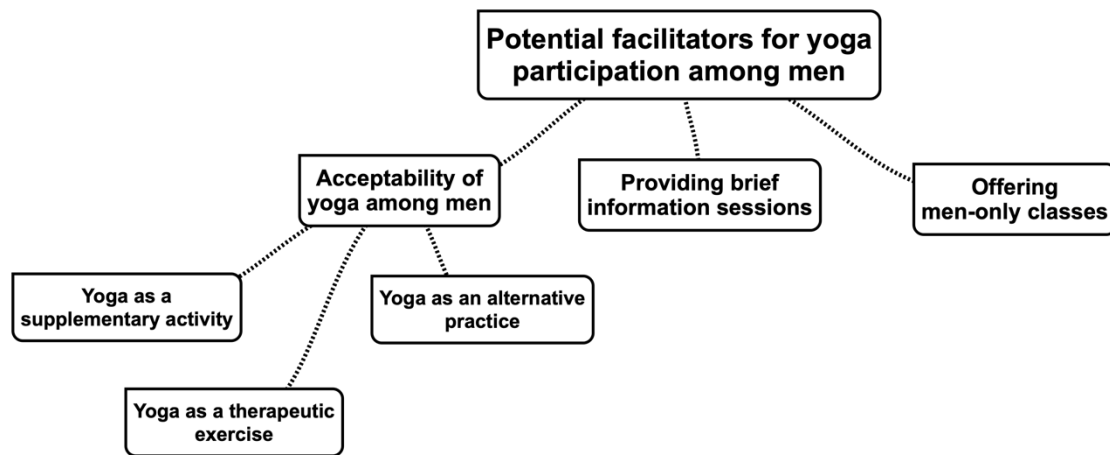 Potential facilitators for yoga
participation among men
Acceptability of
yoga among men
Providing brief
information sessions
Offering
men-only classes
Yoga as a
supplementary activity
Yoga as an alternative
practice
Yoga as a therapeutic
exercise